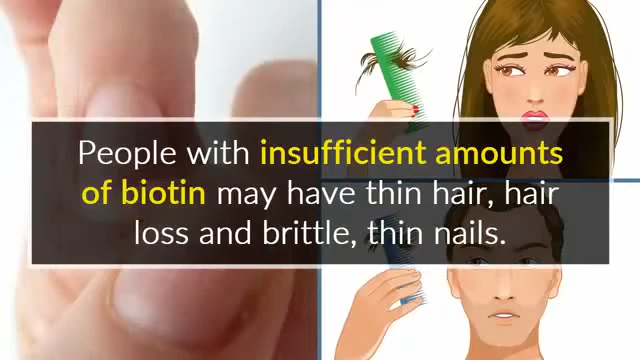 People with insufficient amounts
of biotin may have thin hair, hair
loss and brittle, thin nails.